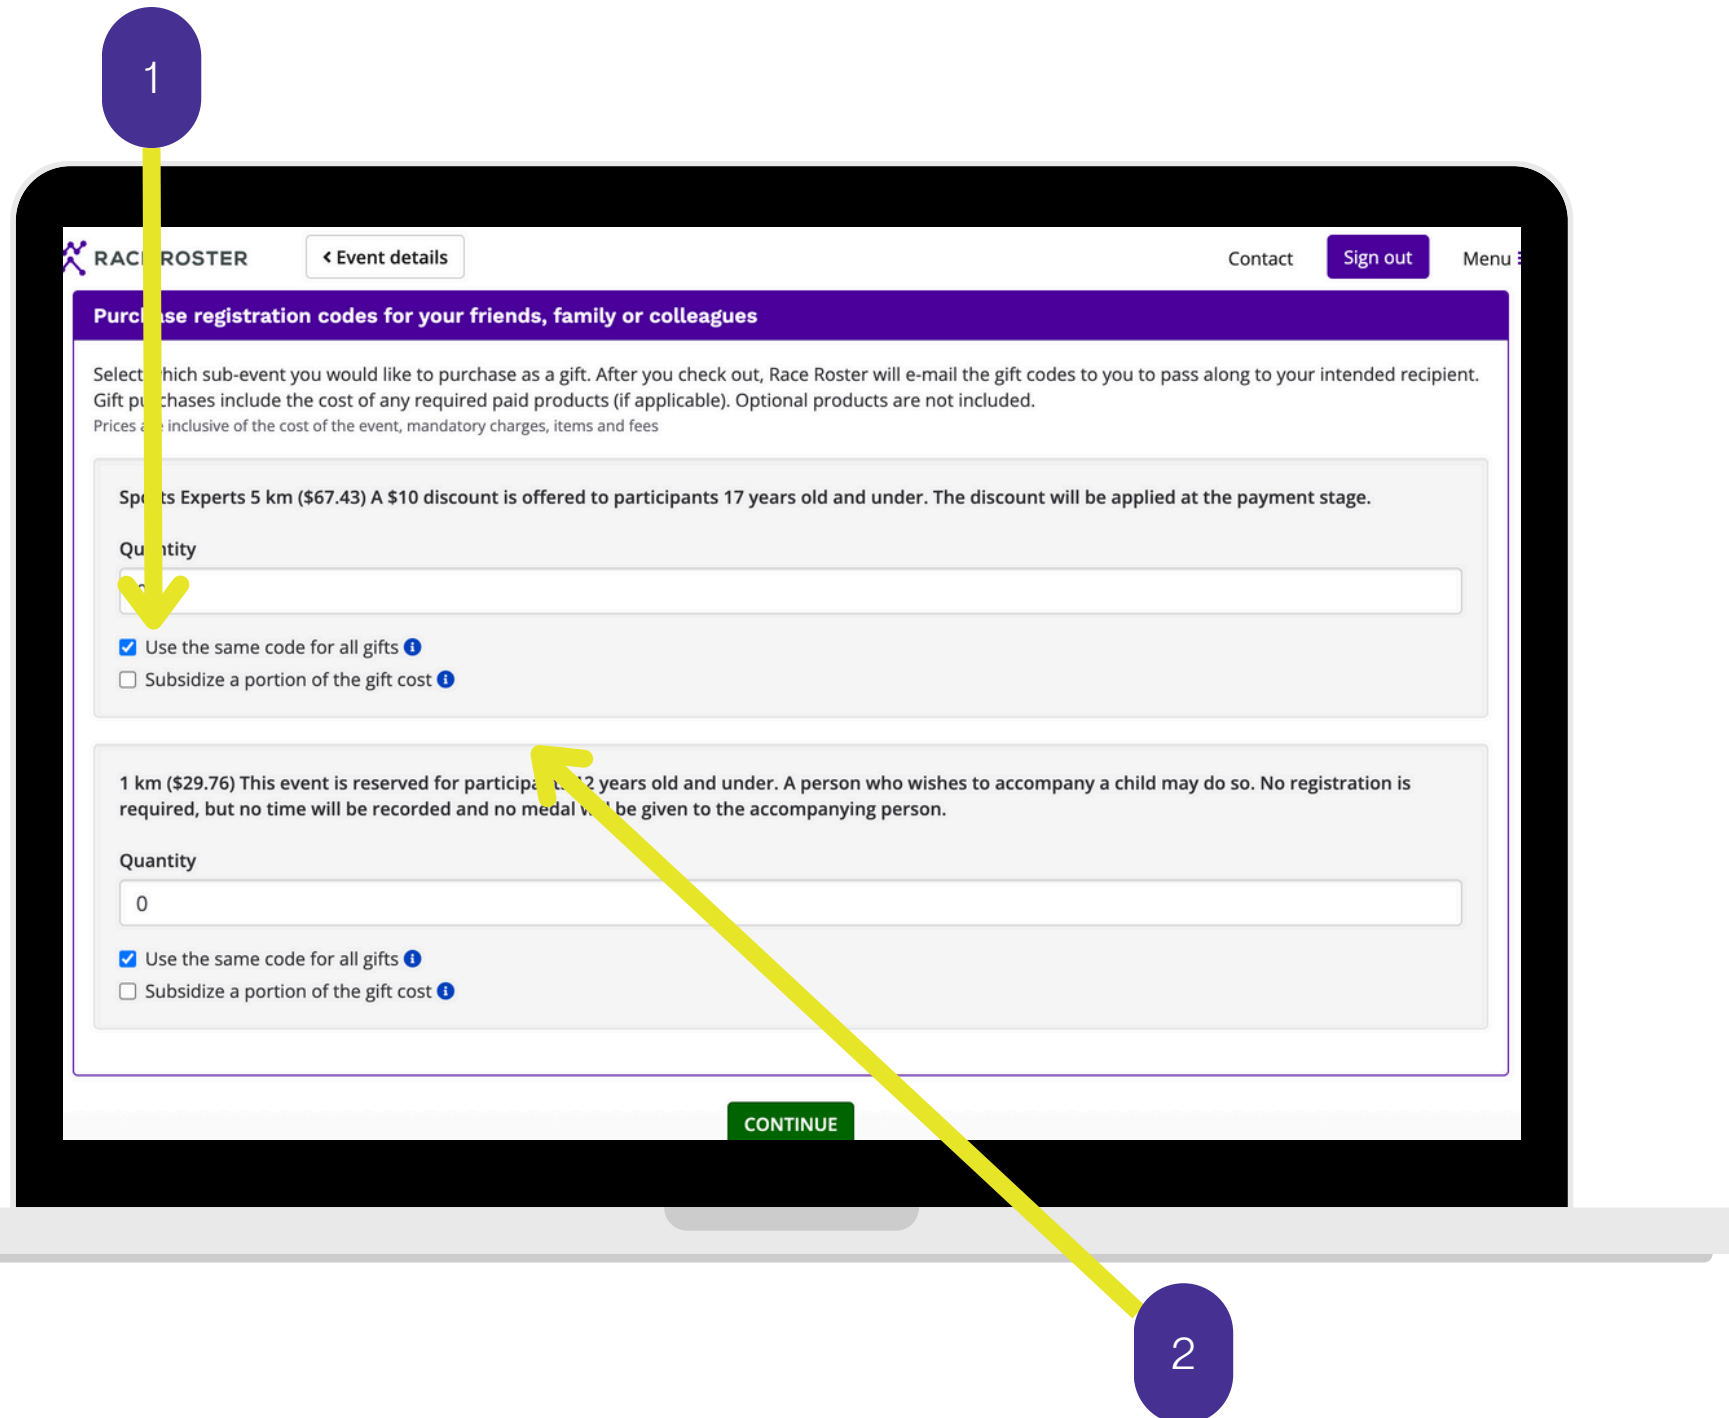 1
RACE ROSTER
Event details
Contact
Sign out
Menu
Purchase registration codes for your friends, family or colleagues
Select which sub-event you would like to purchase as a gift. After you check out, Race Roster will e-mail the gift codes to you to pass along to your intended recipient.
Gift purchases include the cost of any required paid products (if applicable). Optional products are not included.
Prices are inclusive of the cost of the event, mandatory charges, items and fees
Sports Experts 5 km ($67.43) A $10 discount is offered to participants 17 years old and under. The discount will be applied at the payment stage.
Quantity
Use the same code for all gifts
Subsidize a portion of the gift cost
1 km ($29.76) This event is reserved for participants 12 years old and under. A person who wishes to accompany a child may do so. No registration is
required, but no time will be recorded and no medal will be given to the accompanying person.
Quantity
0
Use the same code for all gifts
Subsidize a portion of the gift cost
CONTINUE
2